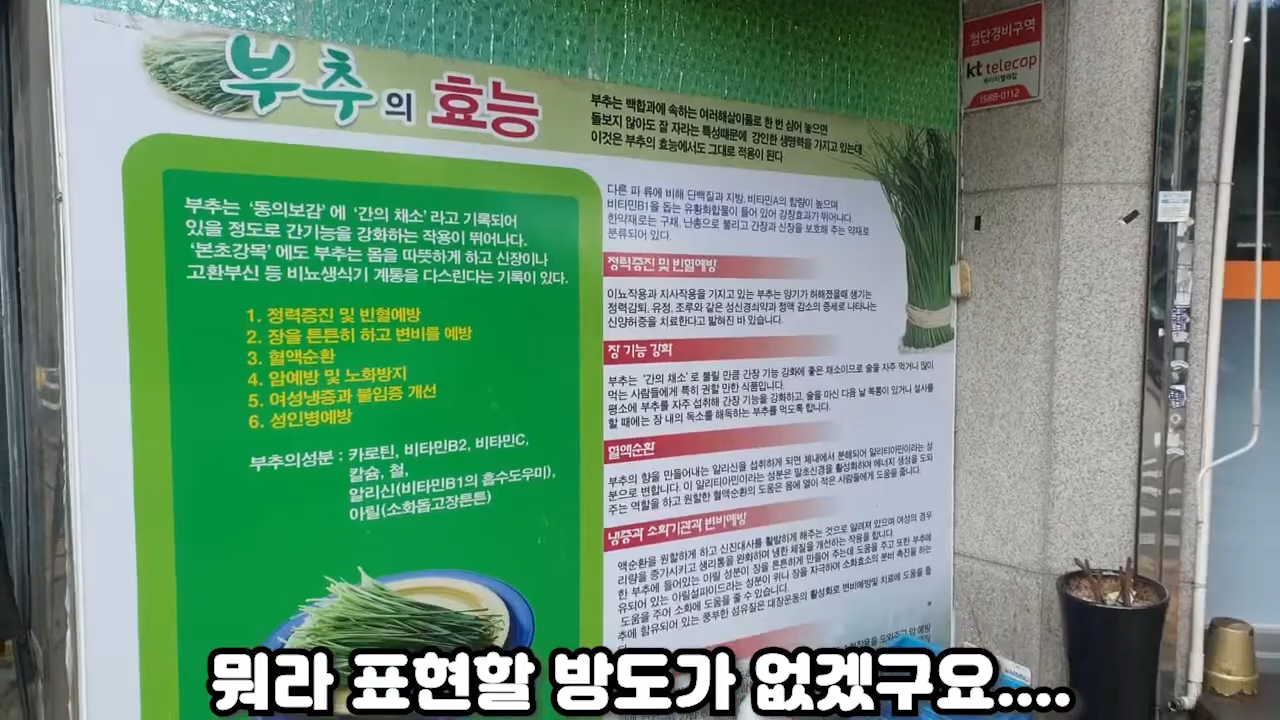 부추의 효능
부추는 백합과에 속하는 여러해살이풀로 한 번 심어 놓으면
돌보지 않아도 잘 자라는 특성때문에 강인한 생명력을 가지고 있는데
이것은 부추의 효능에서도 그대로 적용이 된다
첨단경비구역
kt telecop
케이티텔레캅
1588-0112
부추는 '동의보감' 에 '간의 채소' 라고 기록되어
있을 정도로 간기능을 강화하는 작용이 뛰어나다.
'본초강목' 에도 부추는 몸을 따뜻하게 하고 신장이나
고환부신 등 비뇨생식기 계통을 다스린다는 기록이 있다.
1. 정력증진 및 빈혈예방
2. 장을 튼튼히 하고 변비를 예방
3. 혈액순환
4. 암예방 및 노화방지
5. 여성냉증과 불임증 개선
6. 성인병예방
부추의성분 : 카로틴, 비타민B2, 비타민C,
칼슘, 철,
알리신(비타민B1의 흡수도우미),
아릴(소화돕고장튼튼)
다른 파 류에 비해 단백질과 지방, 비타민A의 함량이 높으며
비타민B1을 돕는 유황화합물이 들어 있어 강장효과가 뛰어나다.
한약재로는 구채, 난총으로 불리고 간장과 신장을 보호해 주는 약재로
분류되어 있다.
정력증진 및 빈혈예방
이뇨작용과 지사작용을 가지고 있는 부추는 양기가 허해졌을때 생기는
정력감퇴, 유정, 조루와 같은 성신경쇠약과 정액 감소의 증세로 나타나는
신양허증을 치료한다고 밝혀진 바 있습니다.
장 기능 강화
부추는 '간의 채소' 로 불릴 만큼 간장 기능 강화에 좋은 채소이므로 술을 자주 먹거나 많이
먹는 사람들에게 특히 권할 만한 식품입니다.
평소에 부추를 자주 섭취해 간장 기능을 강화하고, 술을 마신 다음 날 복통이 있거나 설사를
할 때에는 장 내의 독소를 해독하는 부추를 먹도록 합니다.
혈액순환
부추의 향을 만들어내는 알리신을 섭취하게 되면 체내에서 분해되어 알리티아민이라는 성
분으로 변합니다. 이 알리티아민이라는 성분은 말초신경을 활성화하여 에너지 생성을 도와
주는 역할을 하고 원활한 혈액순환의 도움은 몸에 열이 적은 사람들에게 도움을 줍니다.
냉증과 소화기관과 변비예방
액순환을 원할하게 하고 신진대사를 활발하게 해주는 것으로 알려져 있으며 여성의 경우
리량을 증가시키고 생리통을 완화하며 냉한 체질을 개선하는 작용을 합니다.
한 부추에 들어있는 아릴 성분이 장을 튼튼하게 만들어 주는데 도움을 주고 또한 부추에
유되어 있는 아릴설파이드라는 성분이 위나 장을 자극하며 소화효소의 분비 촉진을 하는
도움을 주어 소화에 도움을 줄 수 있습니다.
추에 함유되어 있는 풍부한 섬유질은 대장운동의 활성화로 변비예방및 치료에 도움을 줄
뭐라 표현할 방도가 없겠구요....